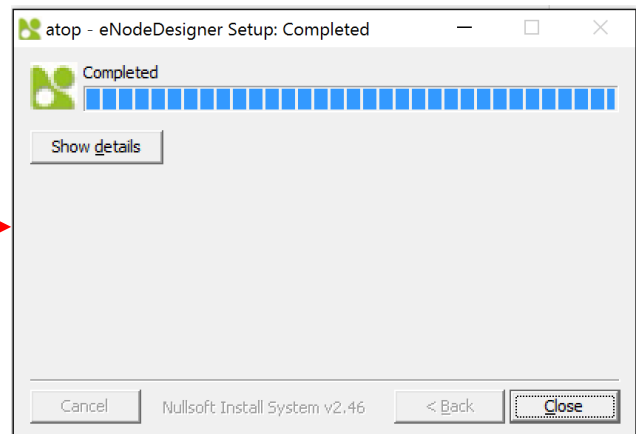 atop - eNodeDesigner Setup: Completed
Completed
Show details
Cancel Nullsoft Install System v2.46 < Back Close